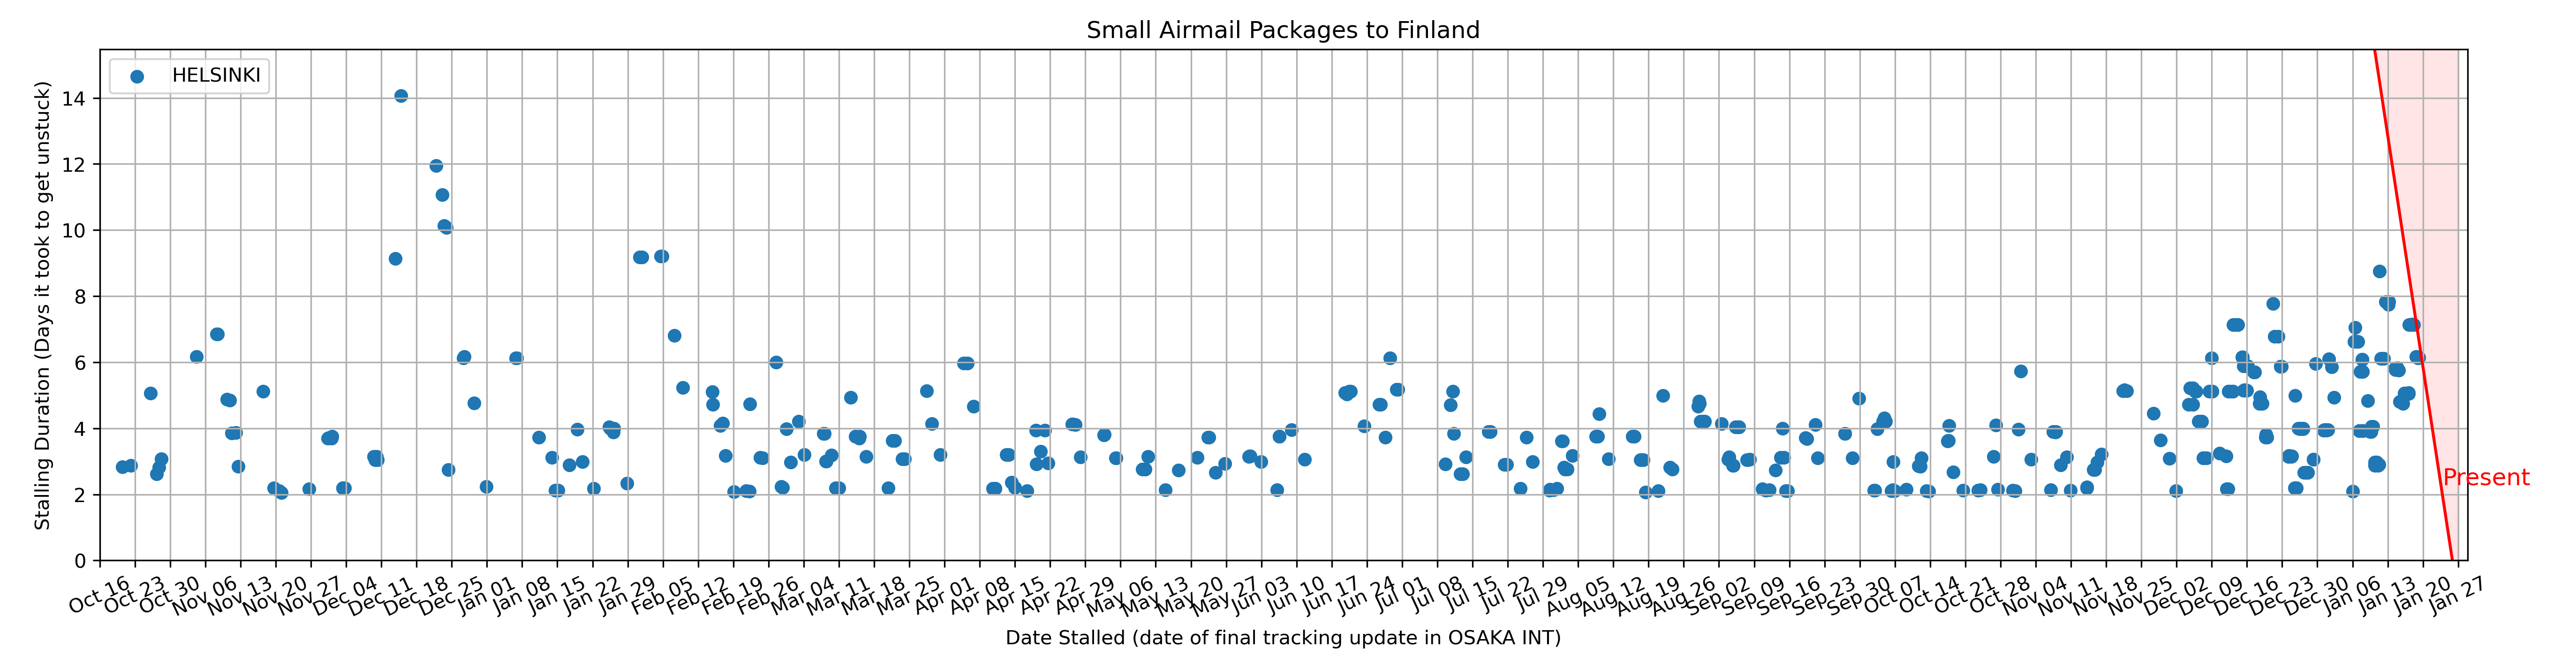 Small Airmail Packages to Finland
HELSINKI
Stalling Duration (Days it took to get unstuck)
14
12
10
8
6
4
2
0
Present
Oct 16 Oct 23 Oct 30 Nov 06 Nov 13 Nov 20 Nov 27 Dec 04 Dec 11 Dec 18 Dec 25 Jan 01 Jan 08 Jan 15 Jan 22 Jan 29 Feb 05 Feb 12 Feb 19 Feb 26 Mar 04 Mar 11 Mar 18 Mar 25 Apr 01 Apr 08 Apr 15 Apr 22 Apr 29 May 06 May 13 May 20 May 27 Jun 03 Jun 10 Jun 17 Jun 24 Jul 01 Jul 08 Jul 15 Jul 22 Jul 29 Aug 05 Aug 12 Aug 19 Aug 26 Sep 02 Sep 09 Sep 16 Sep 23 Sep 30 Oct 07 Oct 14 Oct 21 Oct 28 Nov 04 Nov 11 Nov 18 Nov 25 Dec 02 Dec 09 Dec 16 Dec 23 Dec 30 Jan 06 Jan 13 Jan 20 Jan 27
Date Stalled (date of final tracking update in OSAKA INT)